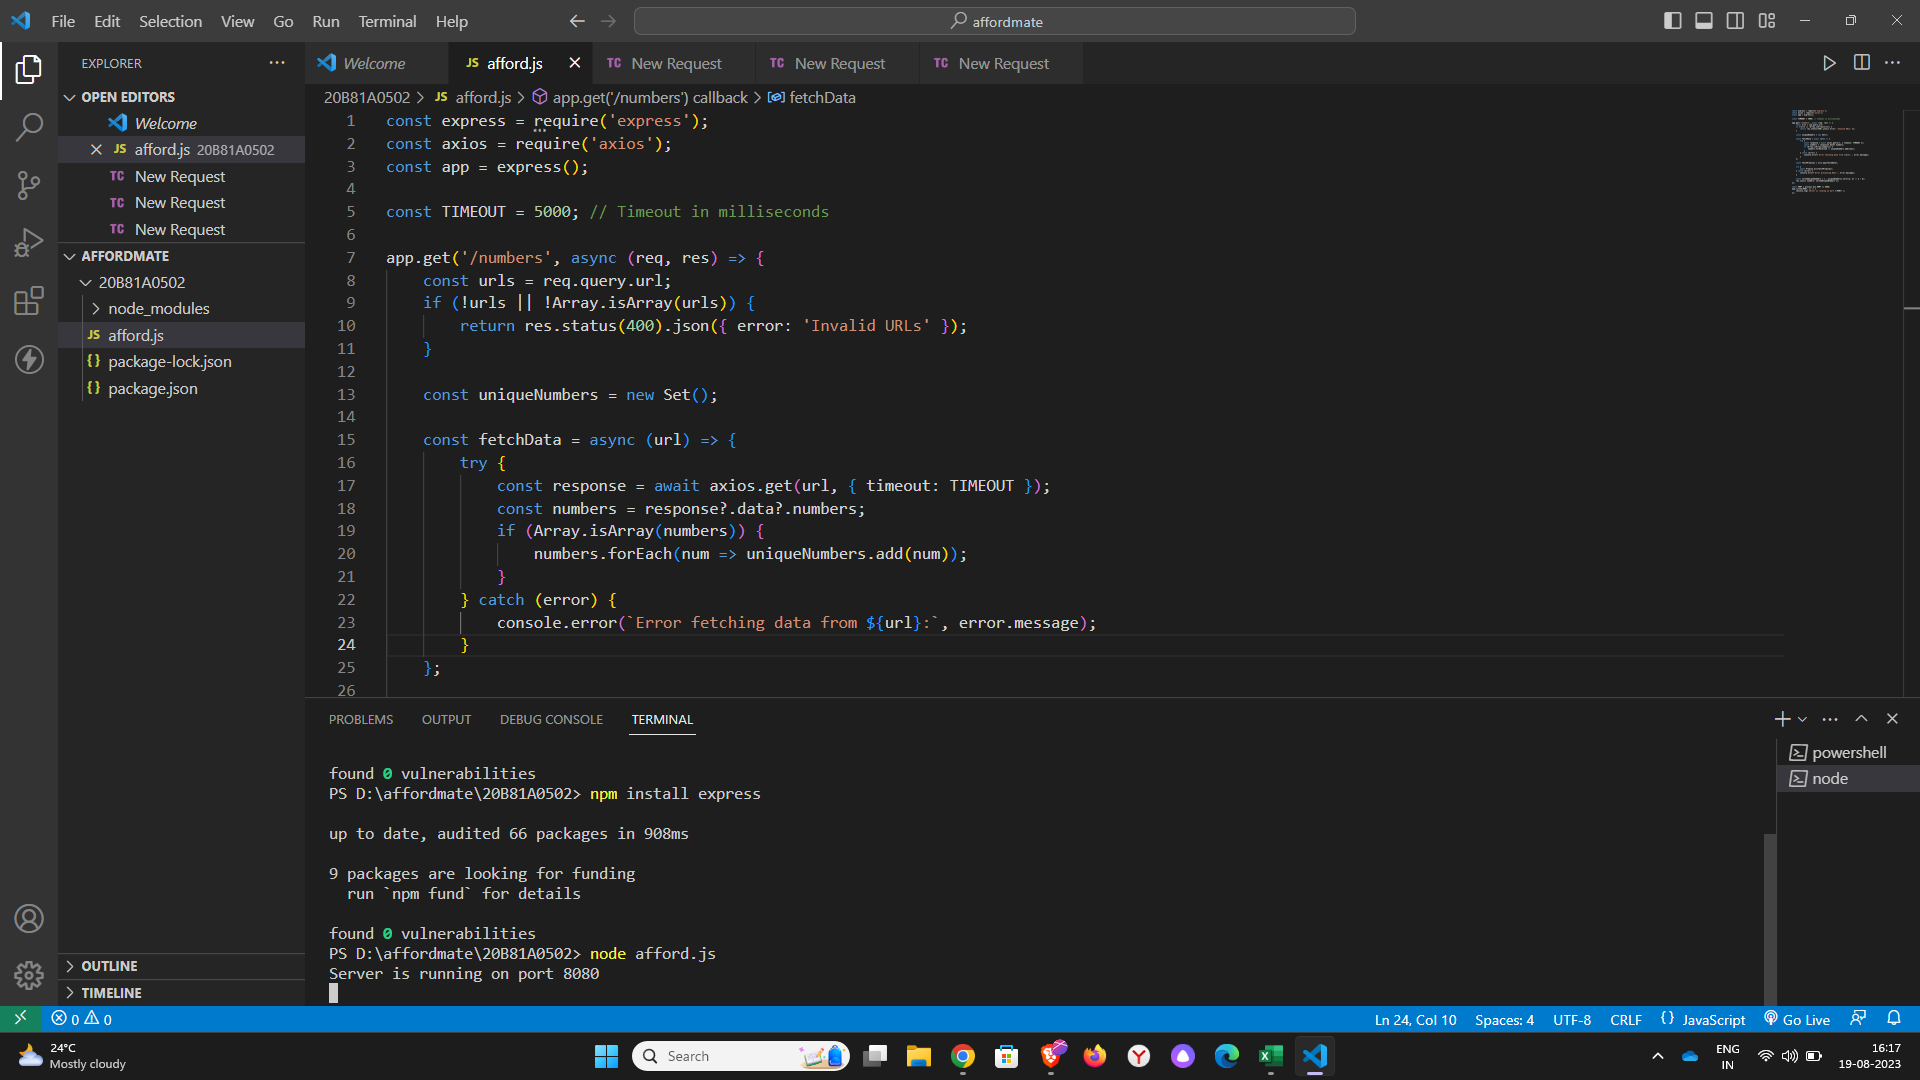 File Edit Selection View Go Run Terminal Help
affordmate
EXPLORER
OPEN EDITORS
Welcome
JS afford.js 20B81A0502
TC New Request
TC New Request
TC New Request
AFFORDMATE
20B81A0502
node_modules
JS afford.js
{} package-lock.json
{} package.json
OUTLINE
TIMELINE
Welcome JS afford.js TC New Request TC New Request TC New Request
20B81A0502 > JS afford.js > app.get('/numbers') callback > fetchData
1 const express = require('express');
2 const axios = require('axios');
3 const app = express();
4
5 const TIMEOUT = 5000; // Timeout in milliseconds
6
7 app.get('/numbers', async (req, res) => {
8 const urls = req.query.url;
9 if (!urls || !Array.isArray(urls)) {
10 return res.status(400).json({ error: 'Invalid URLs' });
11 }
12
13 const uniqueNumbers = new Set();
14
15 const fetchData = async (url) => {
16 try {
17 const response = await axios.get(url, { timeout: TIMEOUT });
18 const numbers = response?.data?.numbers;
19 if (Array.isArray(numbers)) {
20 numbers.forEach(num => uniqueNumbers.add(num));
21 }
22 } catch (error) {
23 console.error(`Error fetching data from ${url}:`, error.message);
24 }
25 };
26
PROBLEMS OUTPUT DEBUG CONSOLE TERMINAL
found 0 vulnerabilities
PS D:\affordmate\20B81A0502> npm install express
up to date, audited 66 packages in 908ms
9 packages are looking for funding
run `npm fund` for details
found 0 vulnerabilities
PS D:\affordmate\20B81A0502> node afford.js
Server is running on port 8080
powershell
node
0 0
Ln 24, Col 10 Spaces: 4 UTF-8 CRLF {} JavaScript Go Live
24°C
Mostly cloudy
Search
ENG
IN
16:17
19-08-2023